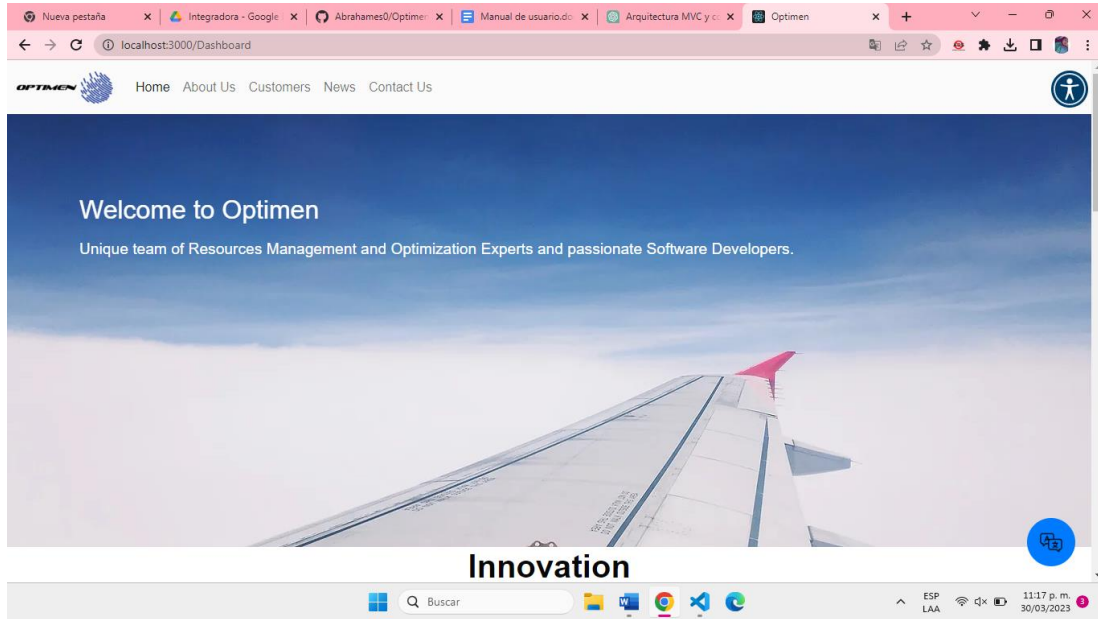 Nueva pestaña
Integradora - Google
Abrahames0/Optimen
Manual de usuario.do
Arquitectura MVC y co
Optimen
localhost:3000/Dashboard
OPTIMEN
Home About Us Customers News Contact Us
Welcome to Optimen
Unique team of Resources Management and Optimization Experts and passionate Software Developers.
Innovation
Buscar
ESP
LAA
11:17 p. m.
30/03/2023
3